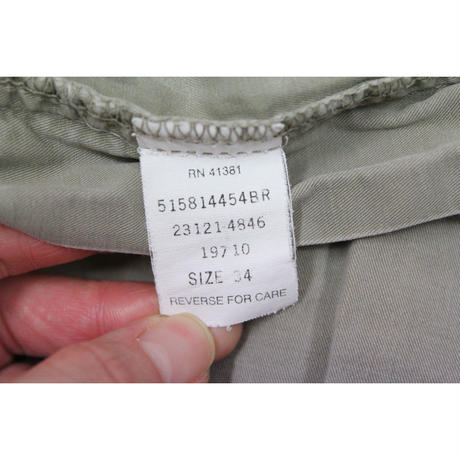 RN 41381
515814454BR
23121-4846
19710
SIZE 34
REVERSE FOR CARE